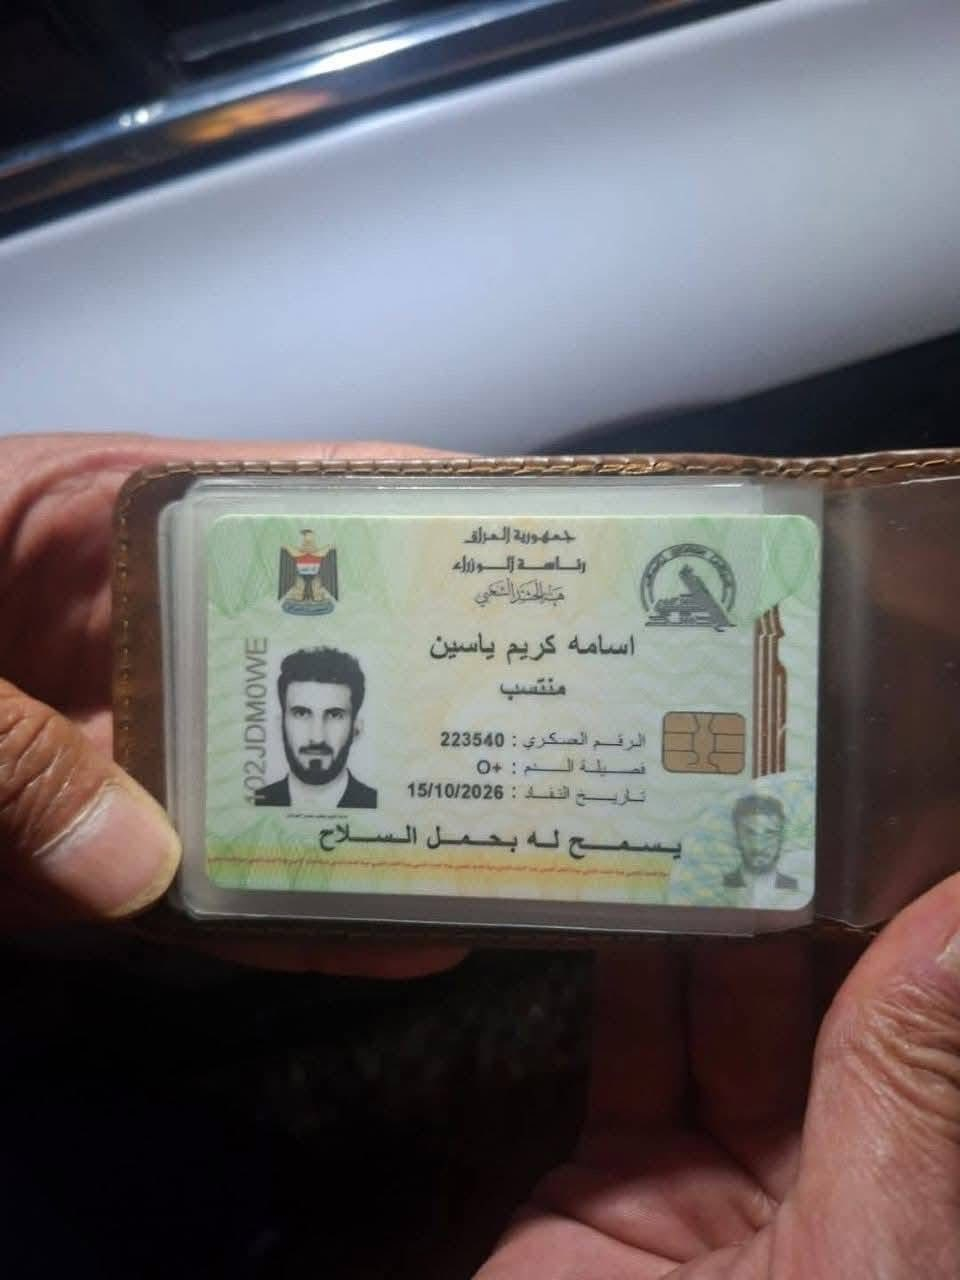 جمهورية العراق
رئاسة الوزراء
هيئة الحشد الشعبي
اسامه كريم ياسين
منتسب
الرقم العسكري : 223540
فصيلة الدم : O+
تاريخ النفاد : 15/10/2026
يسمح له بحمل السلاح
102JDM0WE